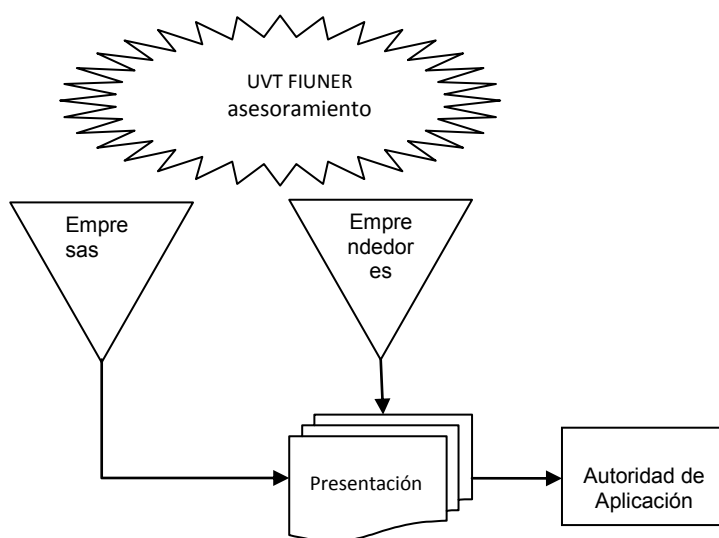 UVT FIUNER
asesoramiento
Empre
sas
Empre
ndedor
es
Presentación
Autoridad de
Aplicación